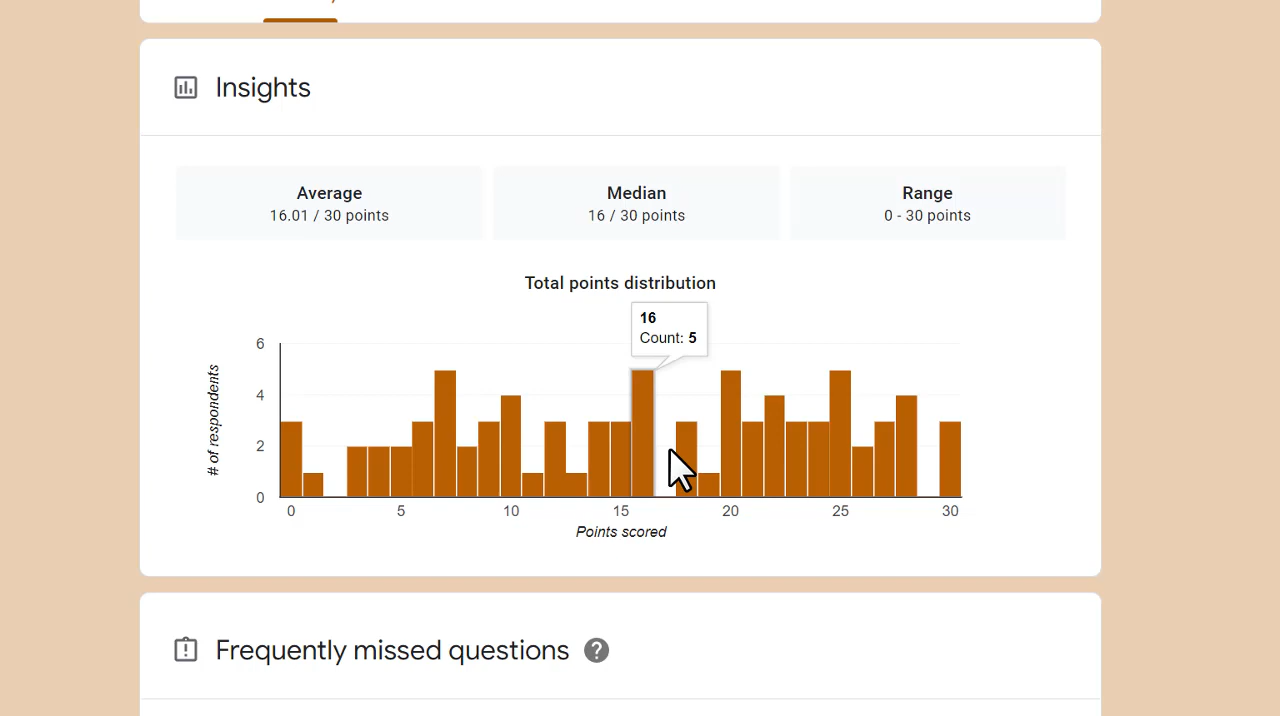 Insights
Average
16.01 / 30 points
Median
16 / 30 points
Range
0 - 30 points
Total points distribution
16
Count: 5
6
4
2
0
# of respondents
0 5 10 15 20 25 30
Points scored
Frequently missed questions